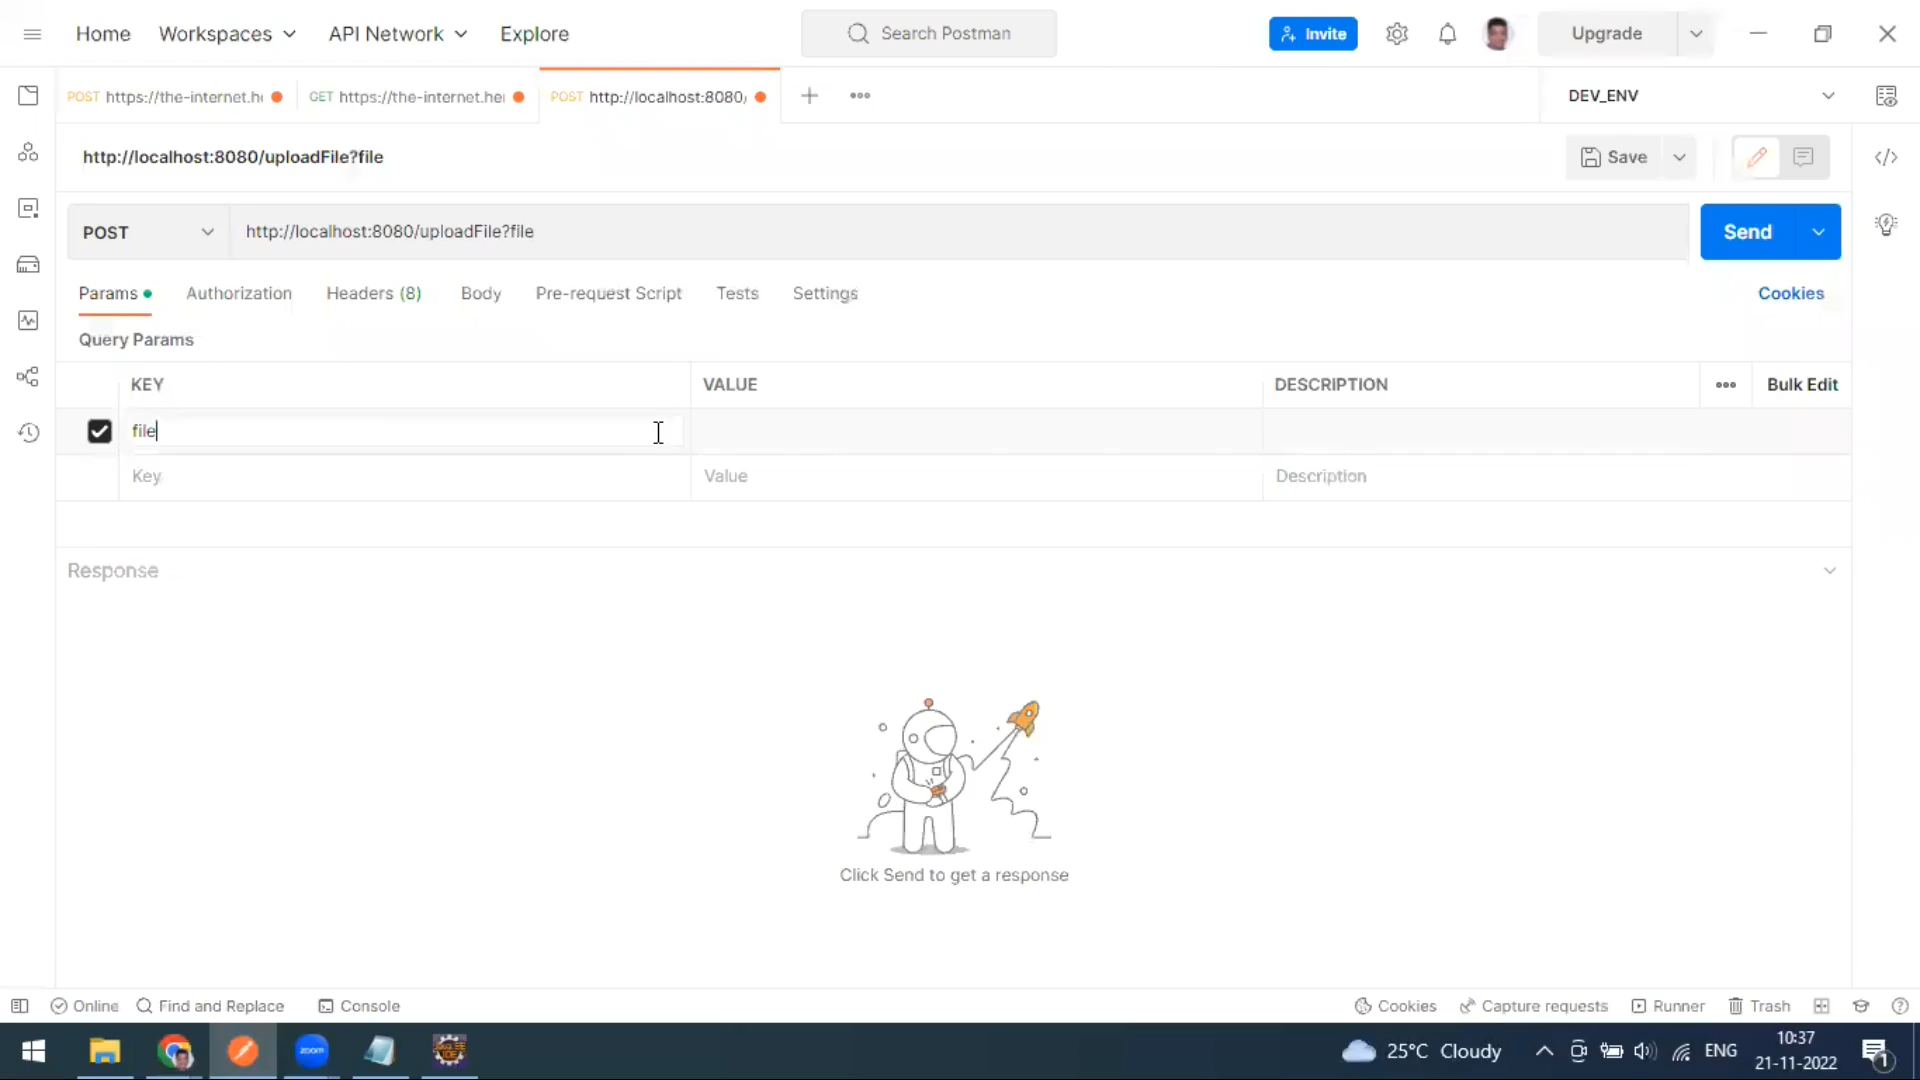 Home Workspaces API Network Explore Search Postman Invite Upgrade
POST https://the-internet.he GET https://the-internet.he POST http://localhost:8080/ DEV_ENV
http://localhost:8080/uploadFile?file Save
POST http://localhost:8080/uploadFile?file Send
Params Authorization Headers (8) Body Pre-request Script Tests Settings Cookies
Query Params
KEY VALUE DESCRIPTION Bulk Edit
file
Key Value Description
Response
Click Send to get a response
Online Find and Replace Console Cookies Capture requests Runner Trash
zoom IDE 25°C Cloudy ENG 10:37
21-11-2022 1